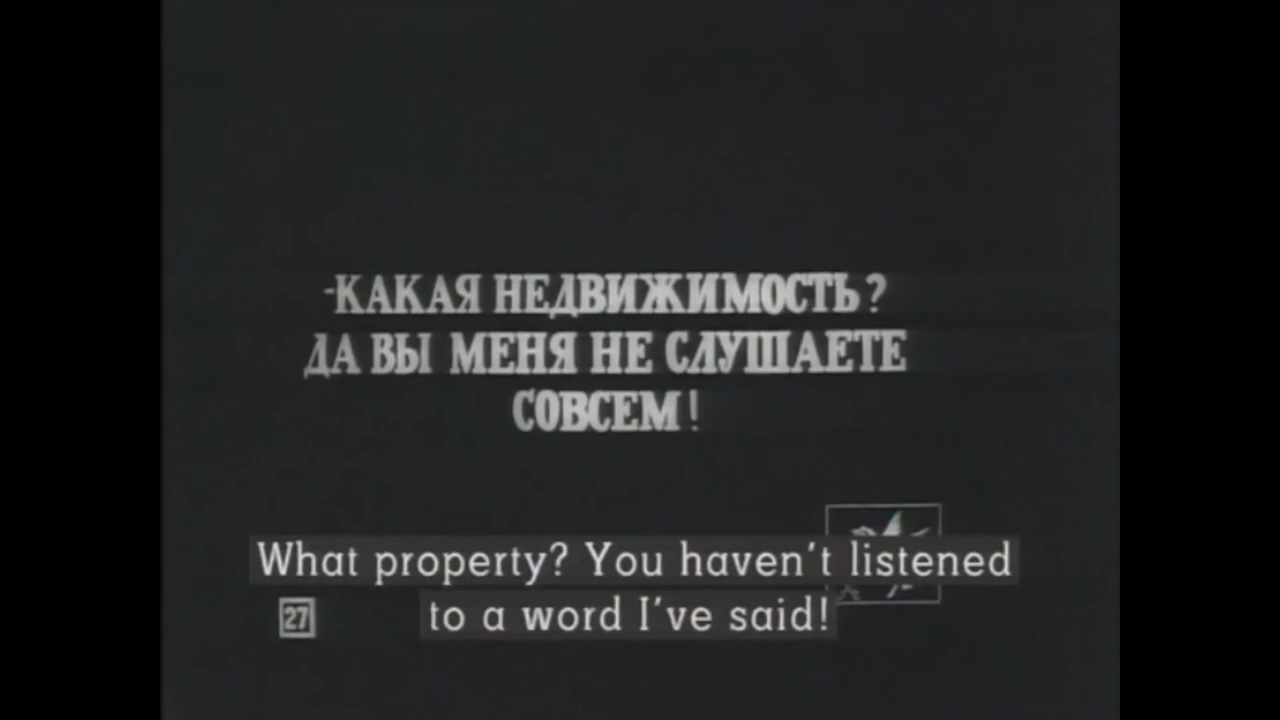 -КАКАЯ НЕДВИЖИМОСТЬ?
ДА ВЫ МЕНЯ НЕ СЛУШАЕТЕ
СОВСЕМ!
What property? You haven't listened
to a word I've said!
27